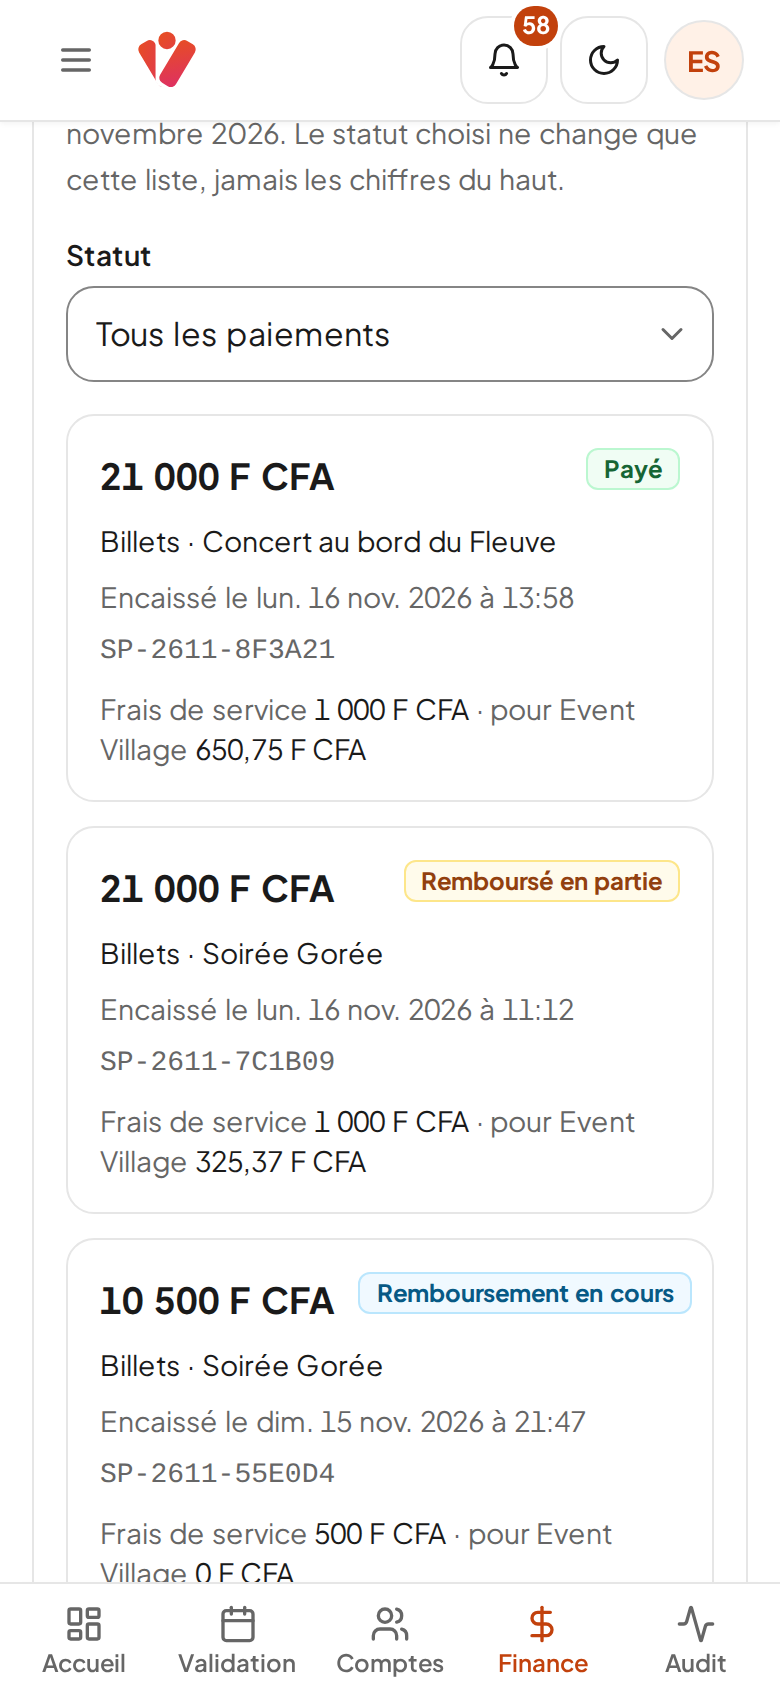 58
ES
novembre 2026. Le statut choisi ne change que
cette liste, jamais les chiffres du haut.
Statut
Tous les paiements
21 000 F CFA
Payé
Billets · Concert au bord du Fleuve
Encaissé le lun. 16 nov. 2026 à 13:58
SP-2611-8F3A21
Frais de service 1 000 F CFA · pour Event
Village 650,75 F CFA
21 000 F CFA
Remboursé en partie
Billets · Soirée Gorée
Encaissé le lun. 16 nov. 2026 à 11:12
SP-2611-7C1B09
Frais de service 1 000 F CFA · pour Event
Village 325,37 F CFA
10 500 F CFA
Remboursement en cours
Billets · Soirée Gorée
Encaissé le dim. 15 nov. 2026 à 21:47
SP-2611-55E0D4
Frais de service 500 F CFA · pour Event
Village 0 F CFA
Accueil
Validation
Comptes
Finance
Audit